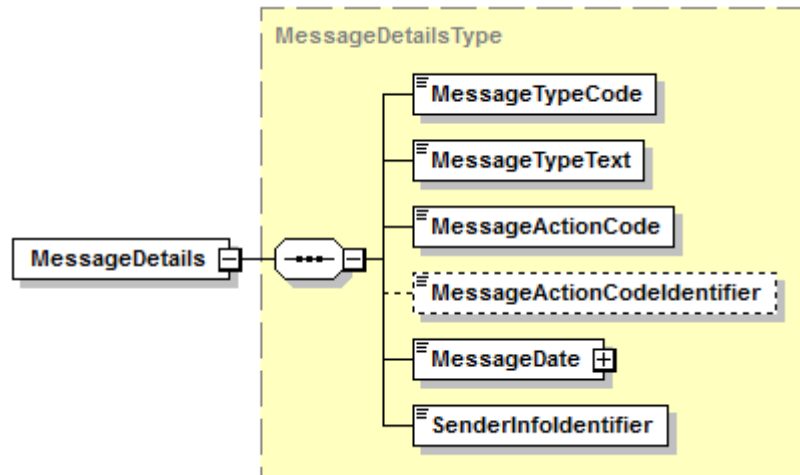 MessageDetailsType
MessageTypeCode
MessageTypeText
MessageActionCode
MessageDetails
MessageActionCodeIdentifier
MessageDate
SenderInfoIdentifier